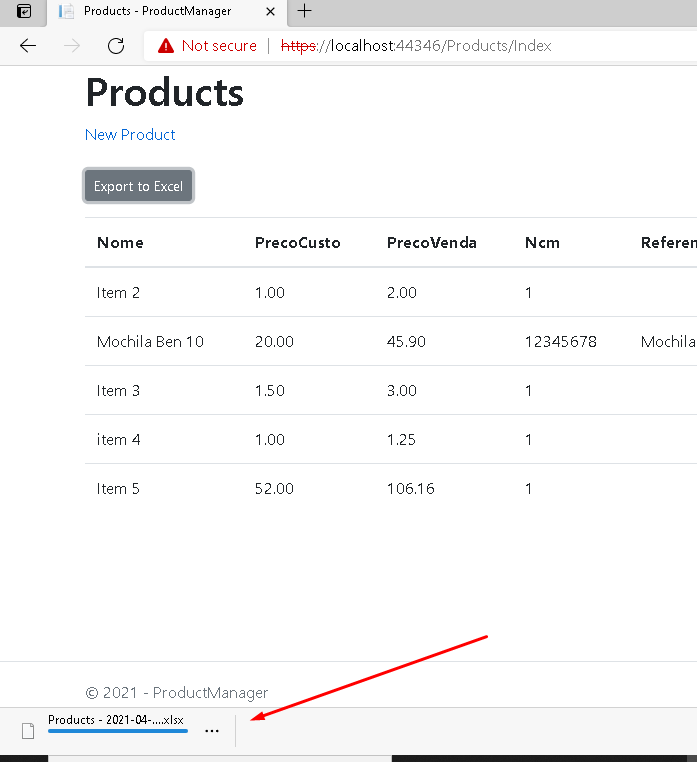 Products - ProductManager
Not secure https://localhost:44346/Products/Index
Products
New Product
Export to Excel
Nome PrecoCusto PrecoVenda Ncm Referen
Item 2 1.00 2.00 1
Mochila Ben 10 20.00 45.90 12345678 Mochila
Item 3 1.50 3.00 1
item 4 1.00 1.25 1
Item 5 52.00 106.16 1
© 2021 - ProductManager
Products - 2021-04-....xlsx